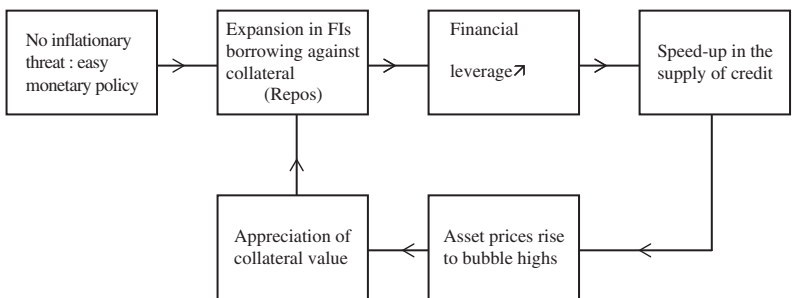 No inflationary
threat : easy
monetary policy
Expansion in FIs
borrowing against
collateral
(Repos)
Financial
leverage↗
Speed-up in the
supply of credit
Appreciation of
collateral value
Asset prices rise
to bubble highs